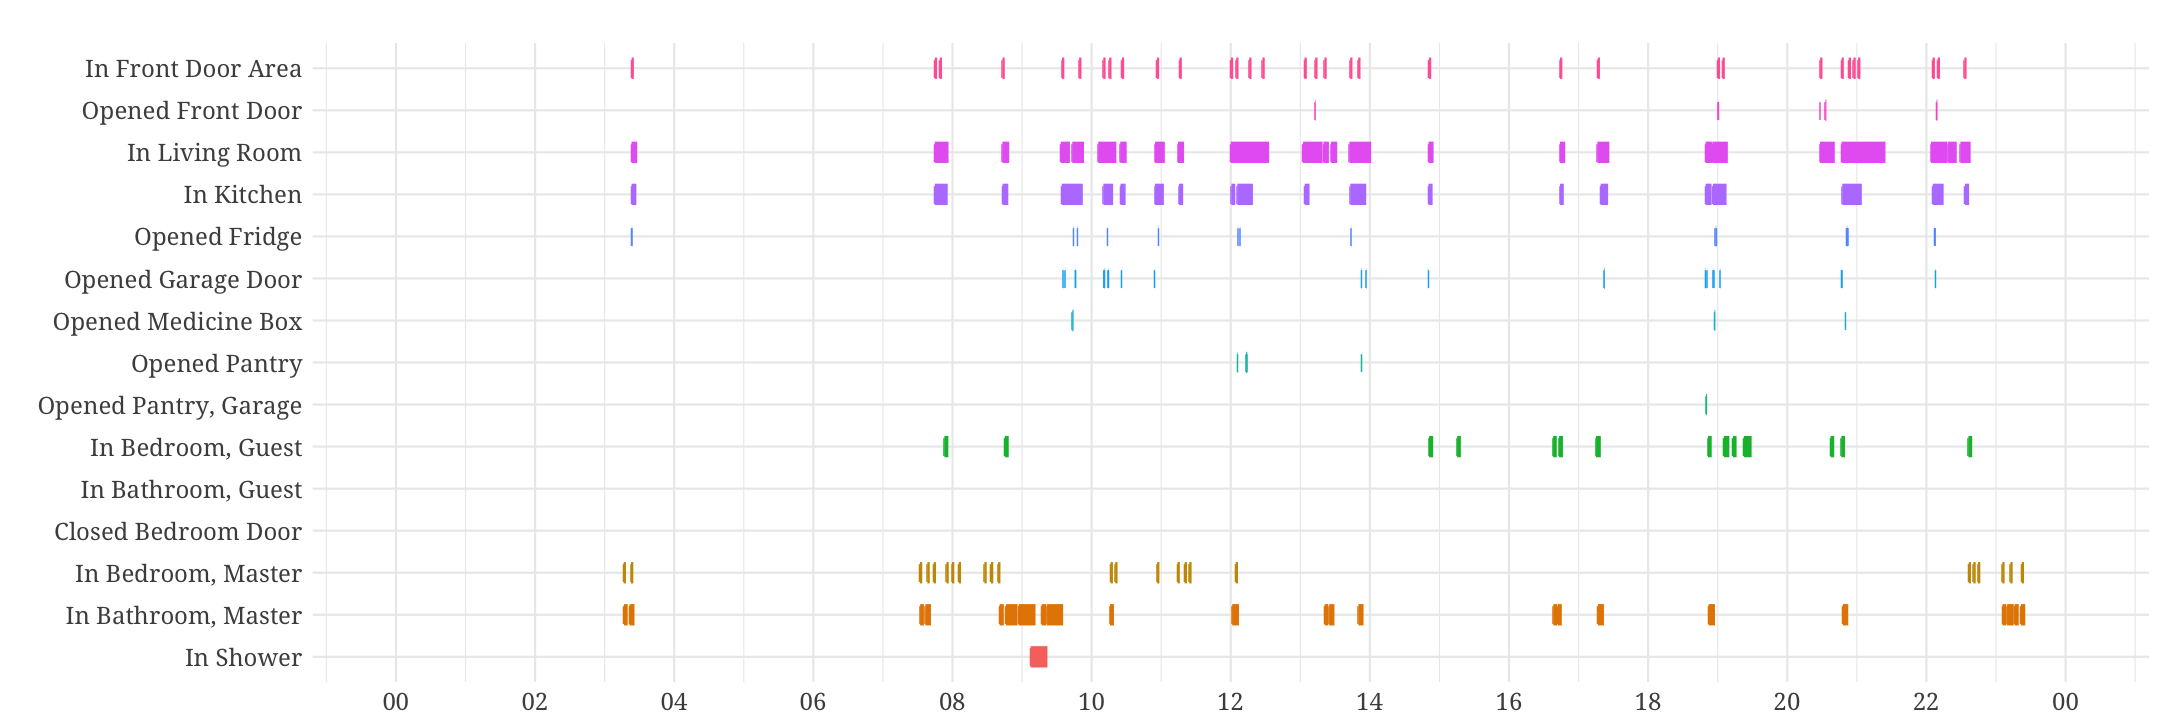 In Front Door Area
Opened Front Door
In Living Room
In Kitchen
Opened Fridge
Opened Garage Door
Opened Medicine Box
Opened Pantry
Opened Pantry, Garage
In Bedroom, Guest
In Bathroom, Guest
Closed Bedroom Door
In Bedroom, Master
In Bathroom, Master
In Shower
00 02 04 06 08 10 12 14 16 18 20 22 00